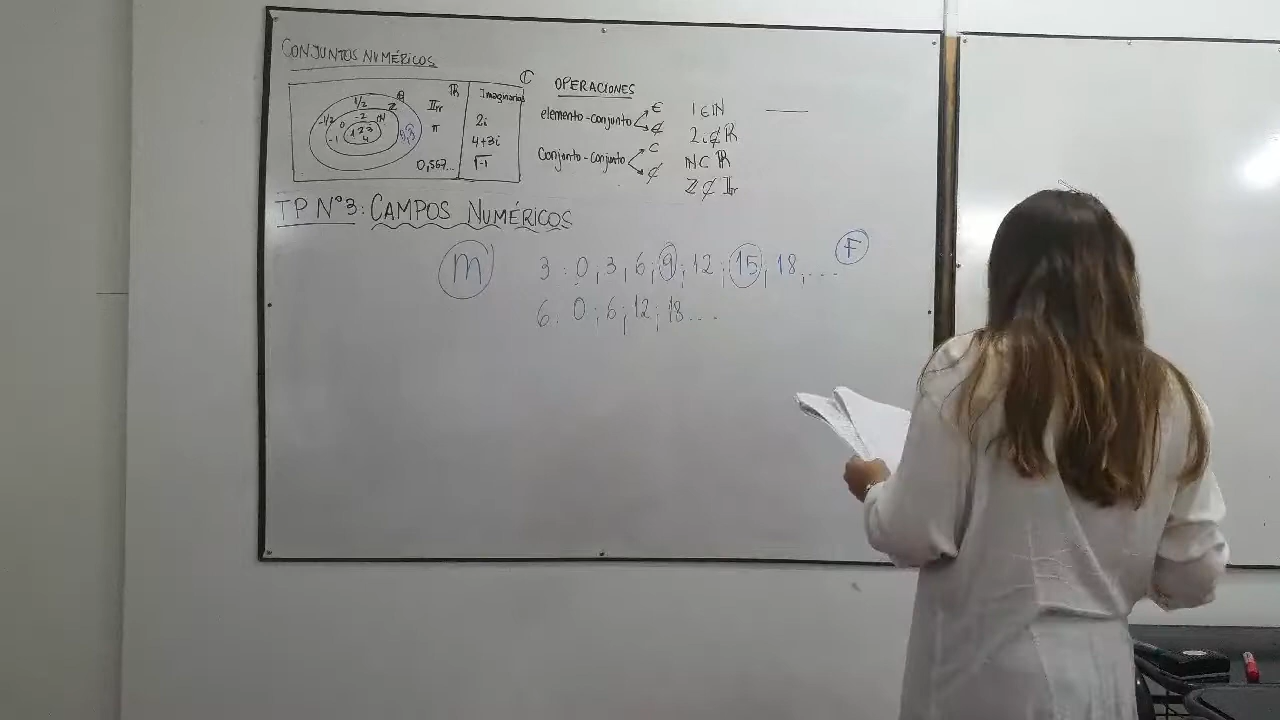 CONJUNTOS NUMÉRICOS
ℂ
ℝ
Imaginarios
ℚ
1/2
Z
-1/2
-2
ℕ
0
1 2 3
4
-1
𝕀rr
π
0,567...
2i
4+3i
√-1
OPERACIONES
elemento-conjunto
∈
∉
1 ∈ ℕ
2i ∉ ℝ
Conjunto-conjunto
⊂
⊄
ℕ ⊂ ℝ
Z ⊄ 𝕀rr
TP N°3: CAMPOS NUMÉRICOS
M
3: 0; 3; 6; 9; 12; 15; 18; ...
F
6: 0; 6; 12; 18...